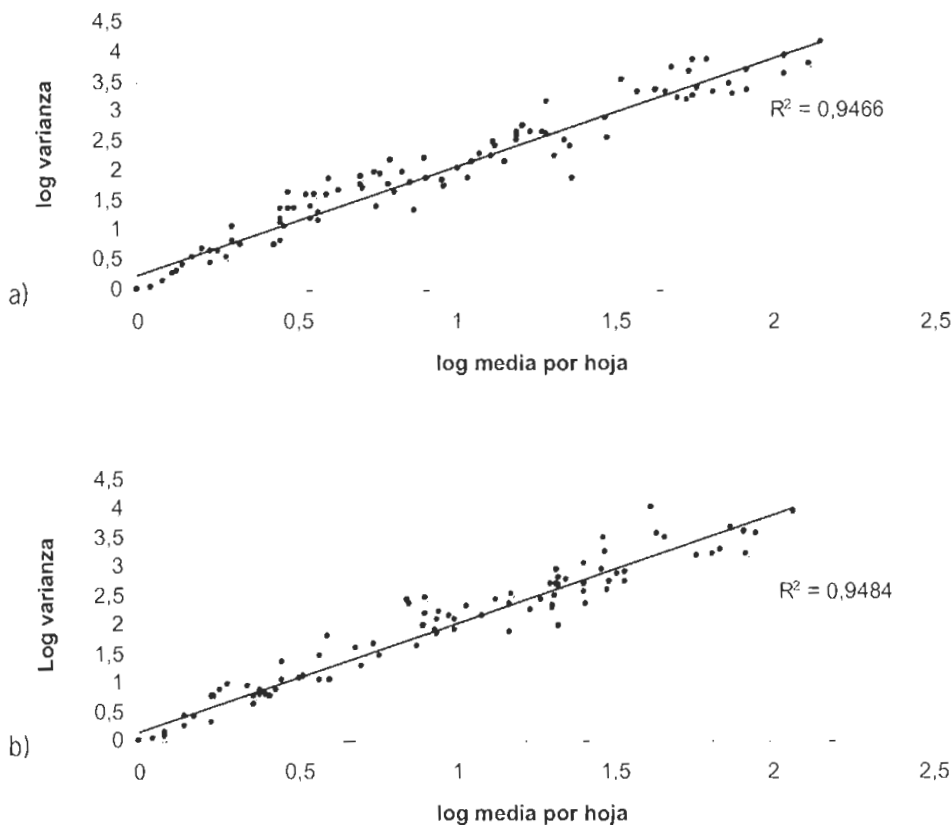 4,5
4
3,5
3
2,5
2
1,5
1
0,5
0
log varianza
R² = 0,9466
a)
0 0,5 1 1,5 2 2,5
log media por hoja
4,5
4
3,5
3
2,5
2
1,5
1
0,5
0
Log varianza
R² = 0,9484
b)
0 0,5 1 1,5 2 2,5
log media por hoja